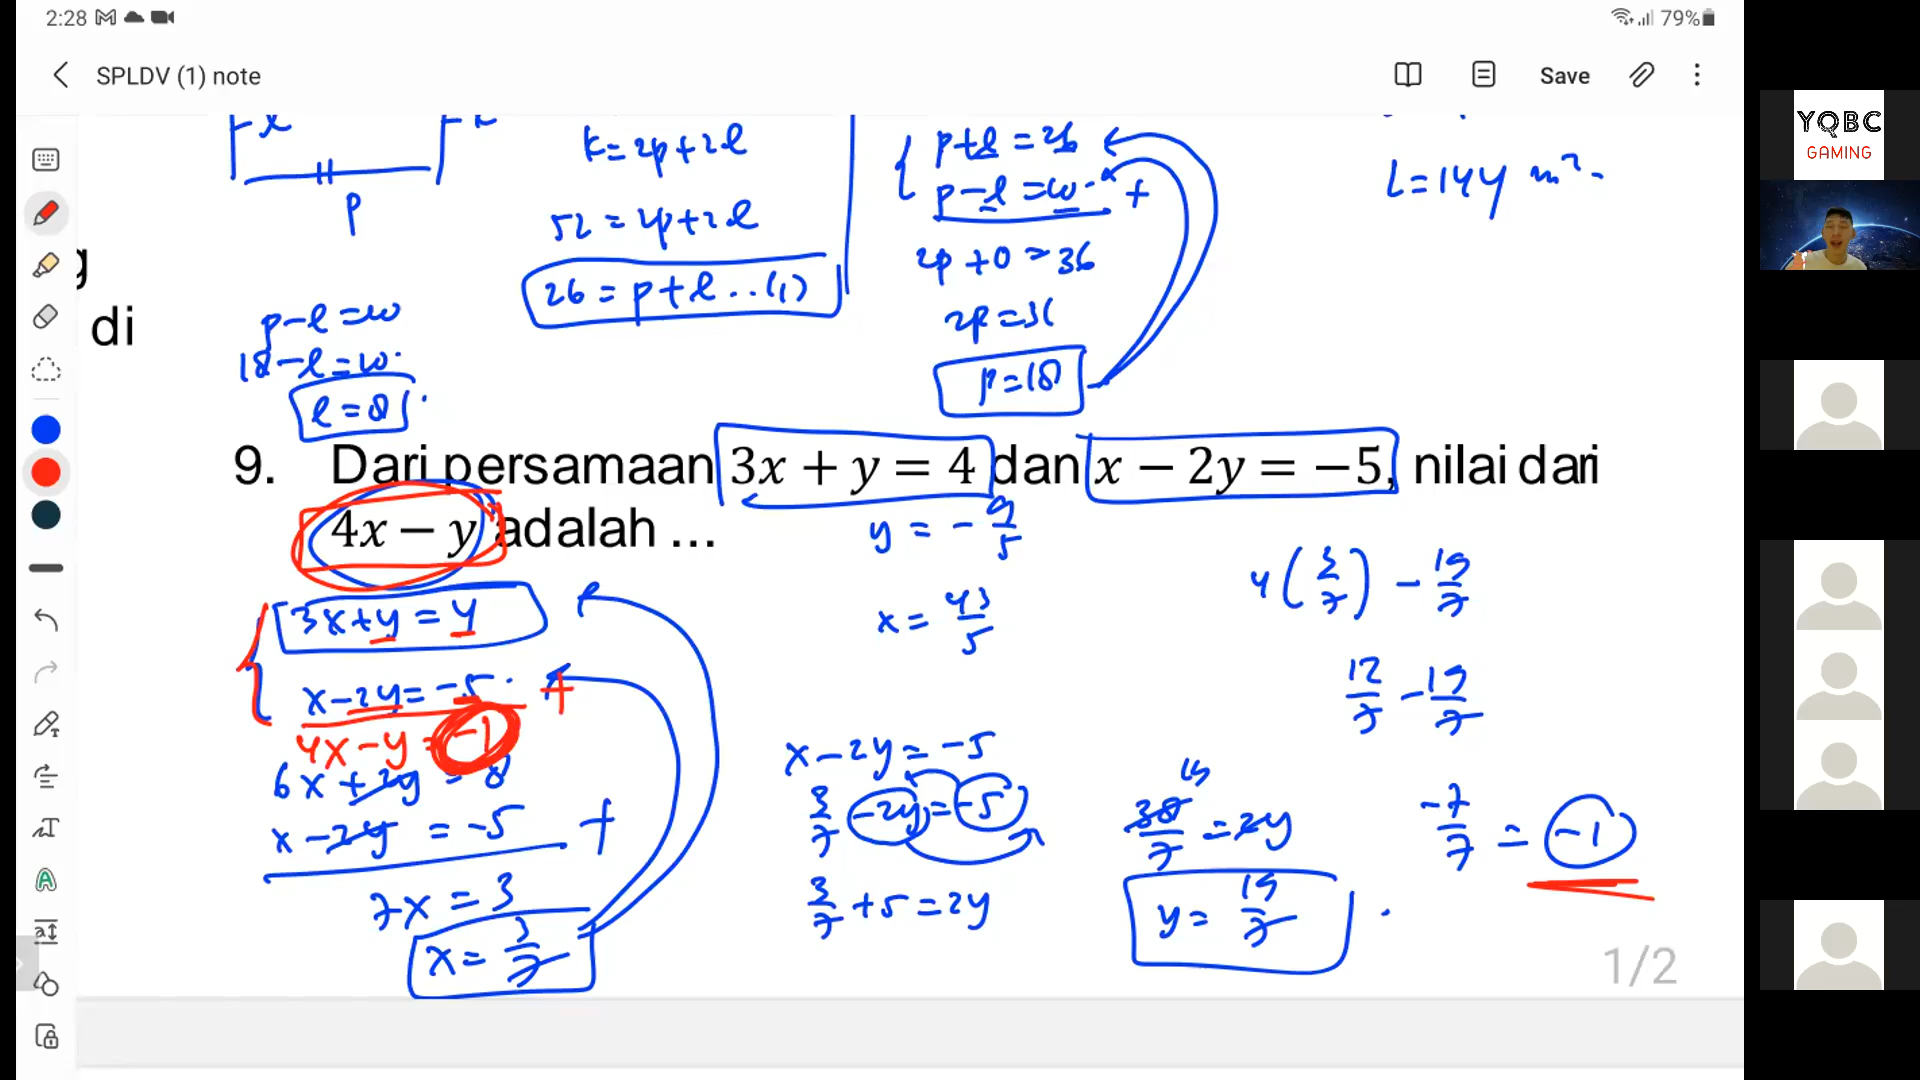 2:28
79%
SPLDV (1) note
Save
YQBC
GAMING
p
k=2p+2l
52=2p+2l
26=p+l..(1)
p+l=26
p-l=10 +
2p+0=36
2p=36
p=18
L=144 m²
g
di
p-l=10
18-l=10
l=8
9. Dari persamaan 3x + y = 4 dan x − 2y = −5, nilai dari
4x − y adalah ...
3x+y=4
x-2y=-5 +
4x-y=-1
6x+2y=8
x-2y=-5 +
7x=3
x=3/7
y=-9/5
x=43/5
x-2y=-5
3/7-2y=-5
3/7+5=2y
19
38/7=2y
y=19/7
4(3/7)-19/7
12/7-19/7
-7/7=-1
1/2